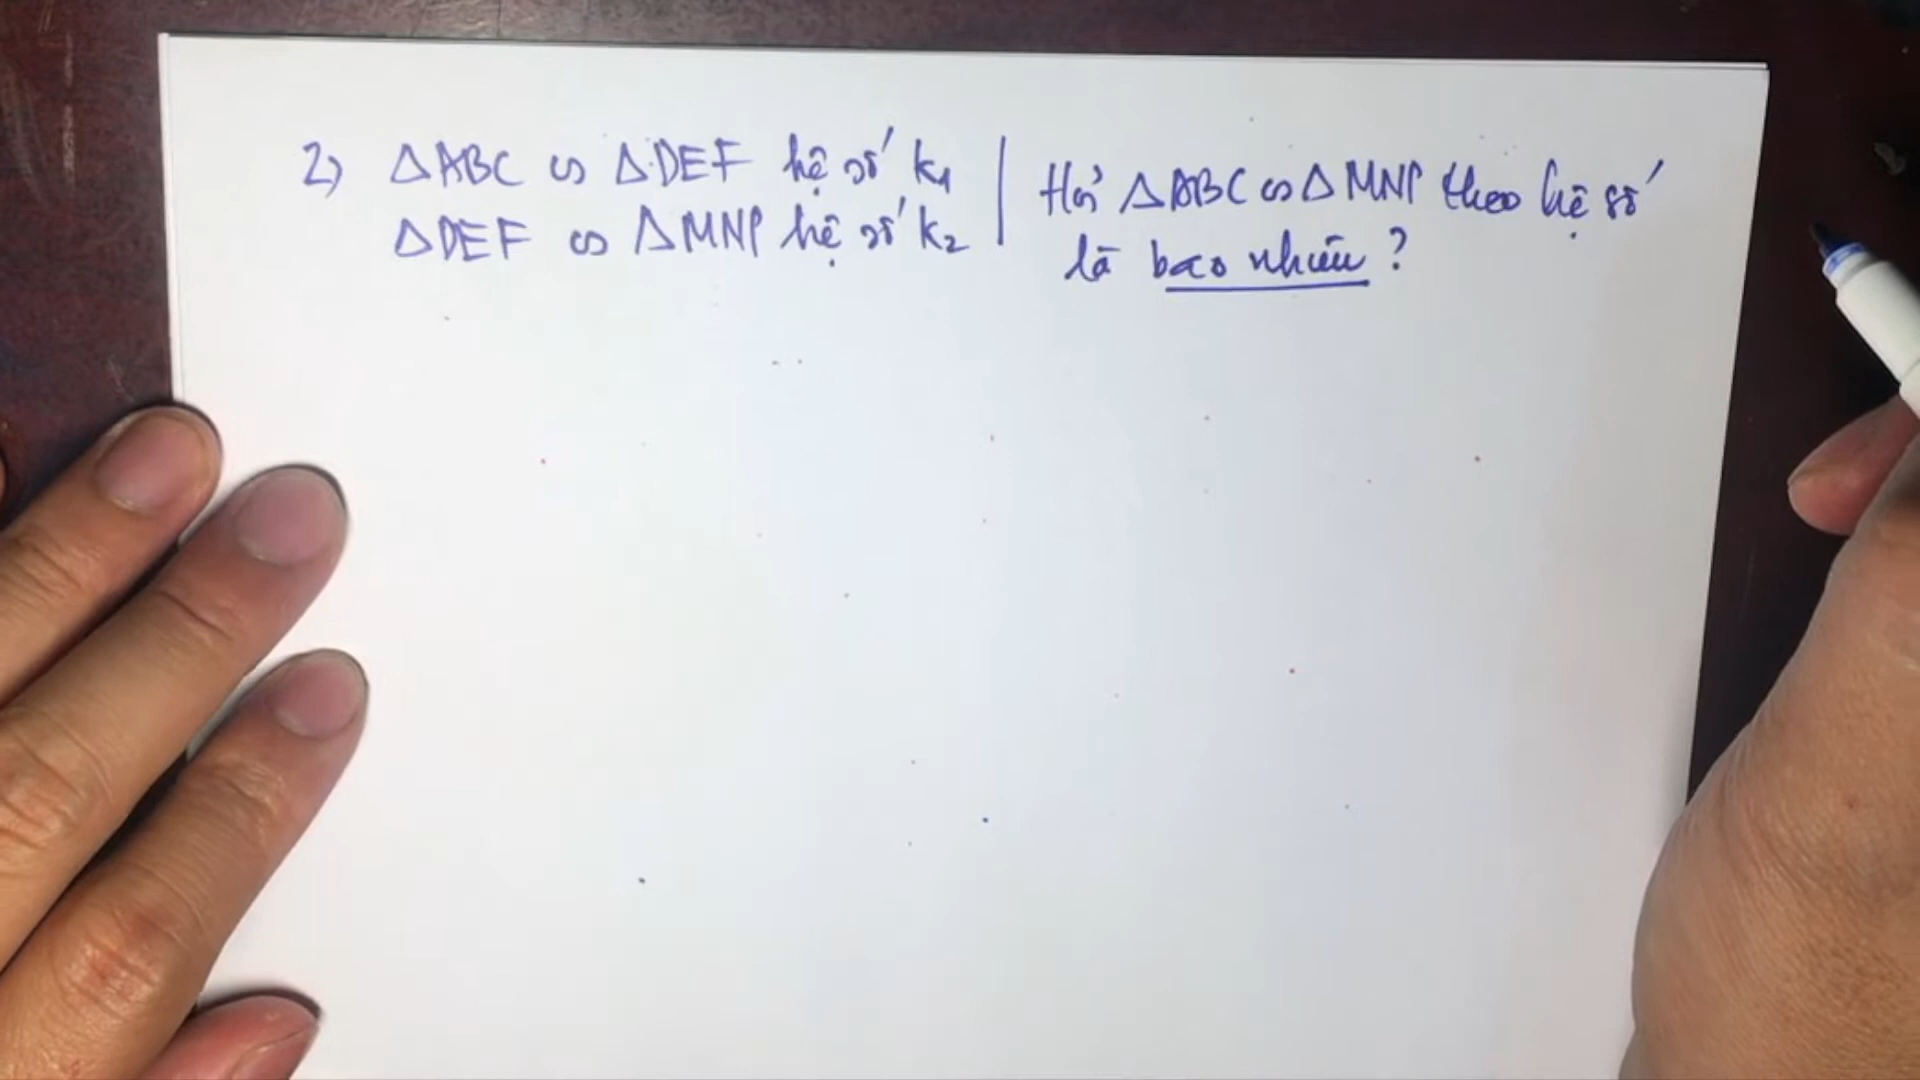 2) ΔABC ∽ ΔDEF hệ số k₁
ΔDEF ∽ ΔMNP hệ số k₂
Hỏi ΔABC ∽ ΔMNP theo hệ số
là bao nhiêu ?